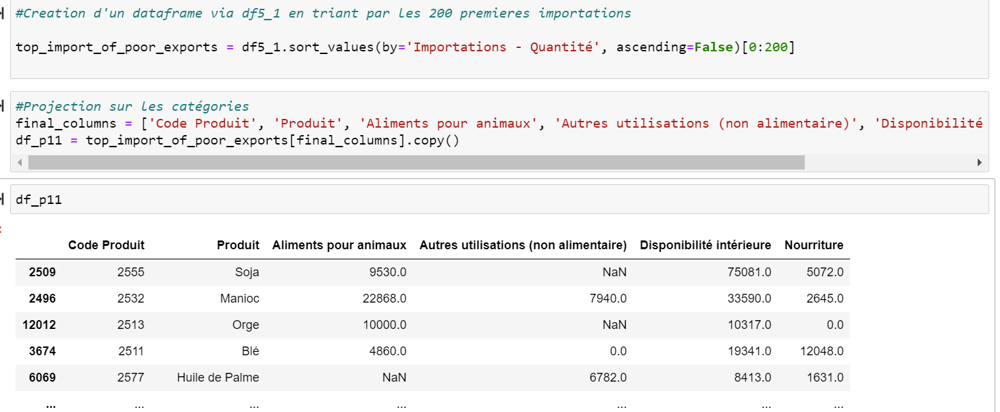 #Creation d'un dataframe via df5_1 en triant par les 200 premieres importations
top_import_of_poor_exports = df5_1.sort_values(by='Importations - Quantité', ascending=False)[0:200]
#Projection sur les catégories
final_columns = ['Code Produit', 'Produit', 'Aliments pour animaux', 'Autres utilisations (non alimentaire)', 'Disponibilité
df_p11 = top_import_of_poor_exports[final_columns].copy()
df_p11
Code Produit Produit Aliments pour animaux Autres utilisations (non alimentaire) Disponibilité intérieure Nourriture
2509 2555 Soja 9530.0 NaN 75081.0 5072.0
2496 2532 Manioc 22868.0 7940.0 33590.0 2645.0
12012 2513 Orge 10000.0 NaN 10317.0 0.0
3674 2511 Blé 4860.0 0.0 19341.0 12048.0
6069 2577 Huile de Palme NaN 6782.0 8413.0 1631.0
... ... ... ... ... ... ...